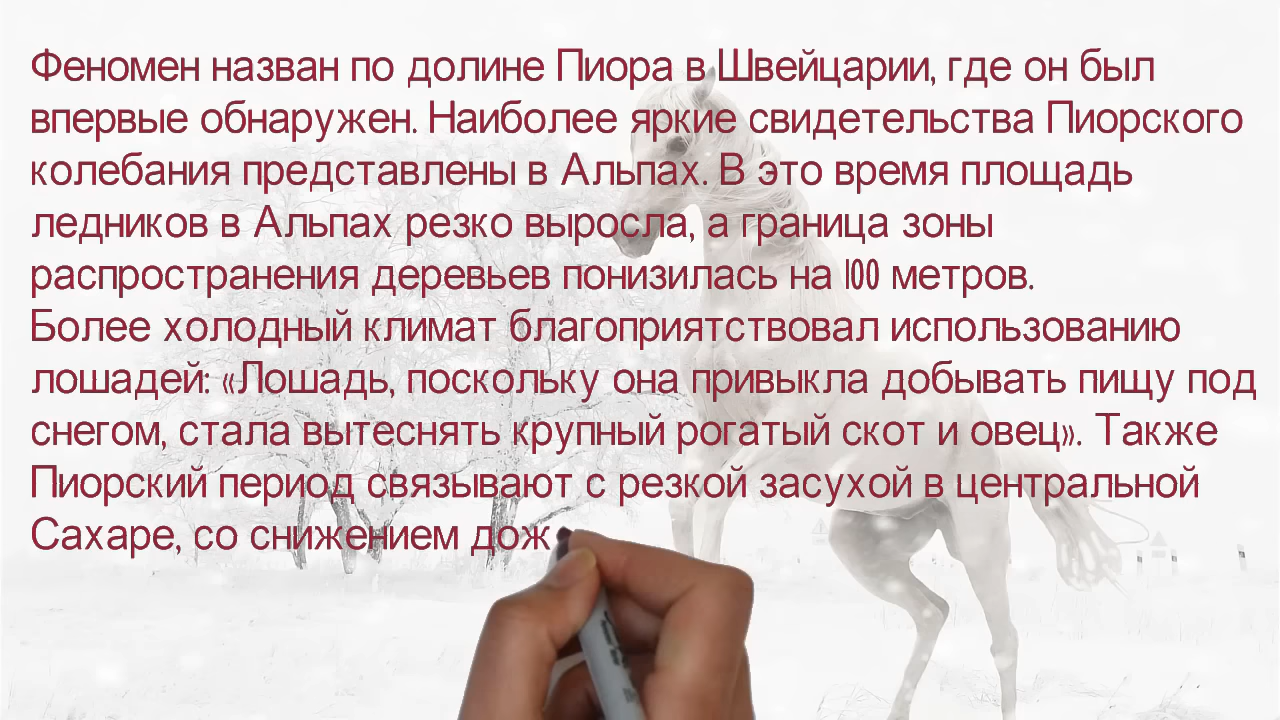 Феномен назван по долине Пиора в Швейцарии, где он был
впервые обнаружен. Наиболее яркие свидетельства Пиорского
колебания представлены в Альпах. В это время площадь
ледников в Альпах резко выросла, а граница зоны
распространения деревьев понизилась на 100 метров.
Более холодный климат благоприятствовал использованию
лошадей: «Лошадь, поскольку она привыкла добывать пищу под
снегом, стала вытеснять крупный рогатый скот и овец». Также
Пиорский период связывают с резкой засухой в центральной
Сахаре, со снижением дож